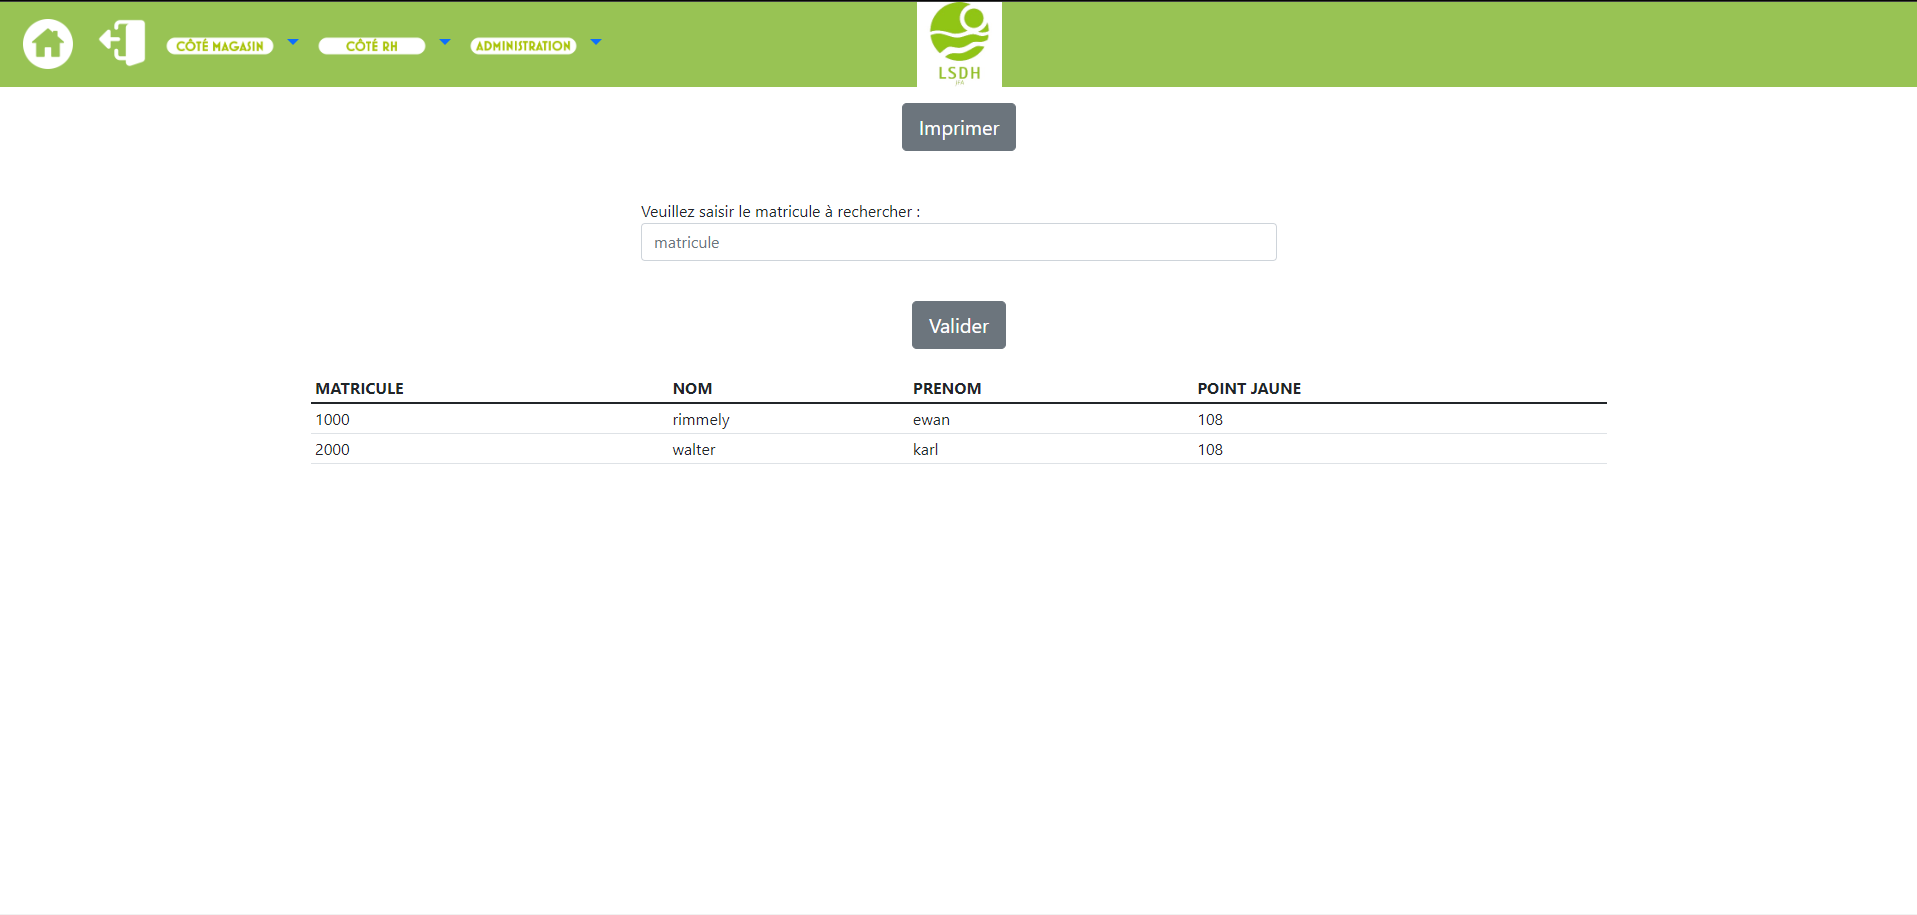 CÔTÉ MAGASIN CÔTÉ RH ADMINISTRATION
LSDH
JFA
Imprimer
Veuillez saisir le matricule à rechercher :
matricule
Valider
MATRICULE NOM PRENOM POINT JAUNE
1000 rimmely ewan 108
2000 walter karl 108